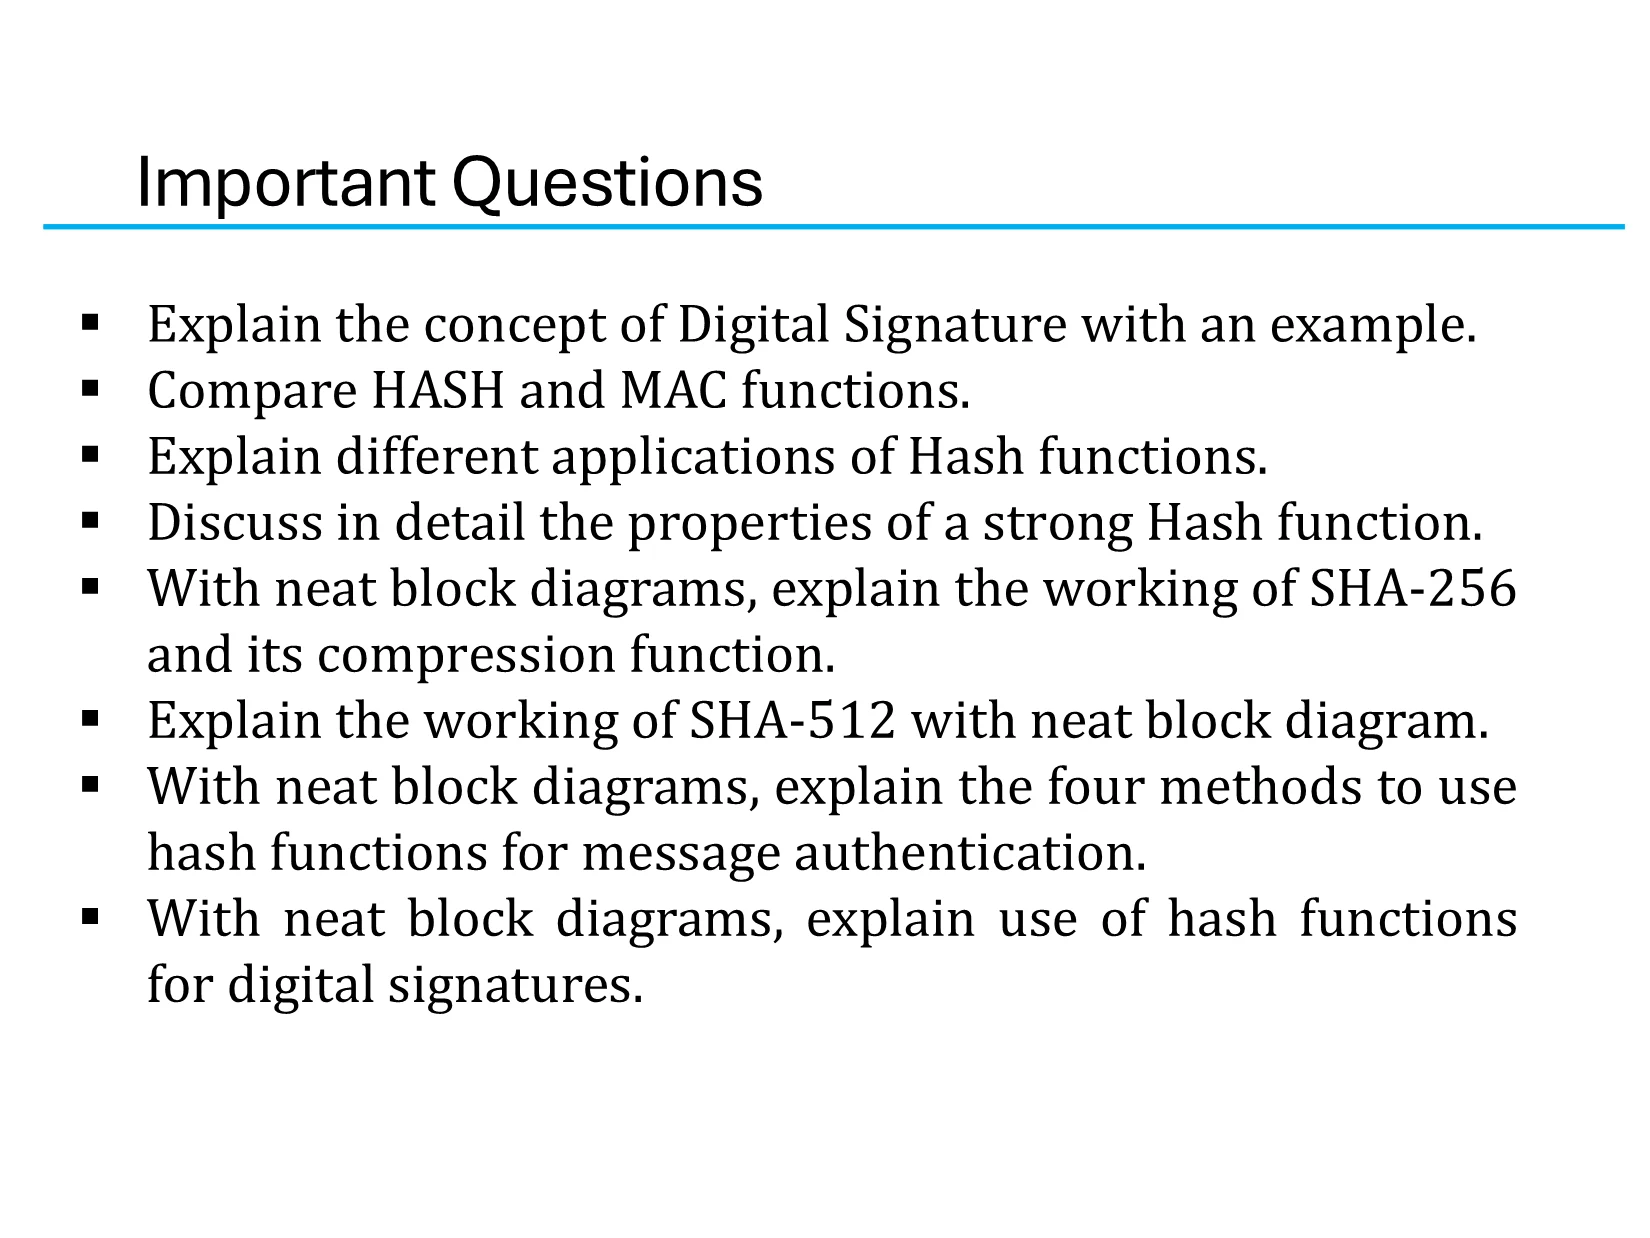 Important Questions
▪ Explain the concept of Digital Signature with an example.
▪ Compare HASH and MAC functions.
▪ Explain different applications of Hash functions.
▪ Discuss in detail the properties of a strong Hash function.
▪ With neat block diagrams, explain the working of SHA-256
and its compression function.
▪ Explain the working of SHA-512 with neat block diagram.
▪ With neat block diagrams, explain the four methods to use
hash functions for message authentication.
▪ With neat block diagrams, explain use of hash functions
for digital signatures.